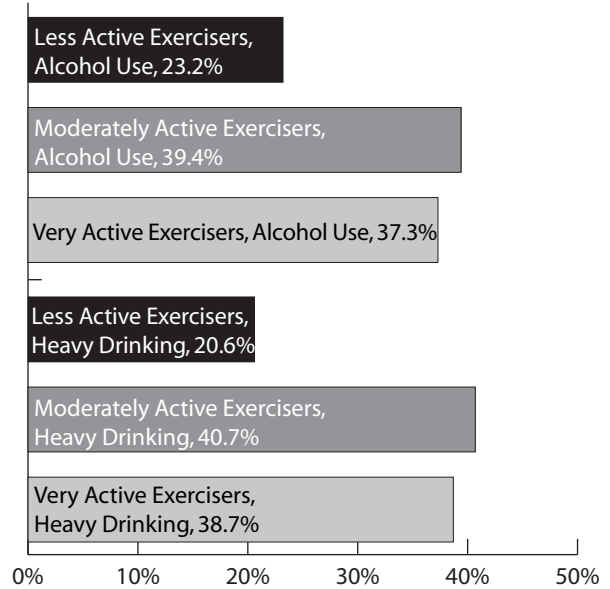 Less Active Exercisers,
Alcohol Use, 23.2%
Moderately Active Exercisers,
Alcohol Use, 39.4%
Very Active Exercisers, Alcohol Use, 37.3%
Less Active Exercisers,
Heavy Drinking, 20.6%
Moderately Active Exercisers,
Heavy Drinking, 40.7%
Very Active Exercisers,
Heavy Drinking, 38.7%
0% 10% 20% 30% 40% 50%